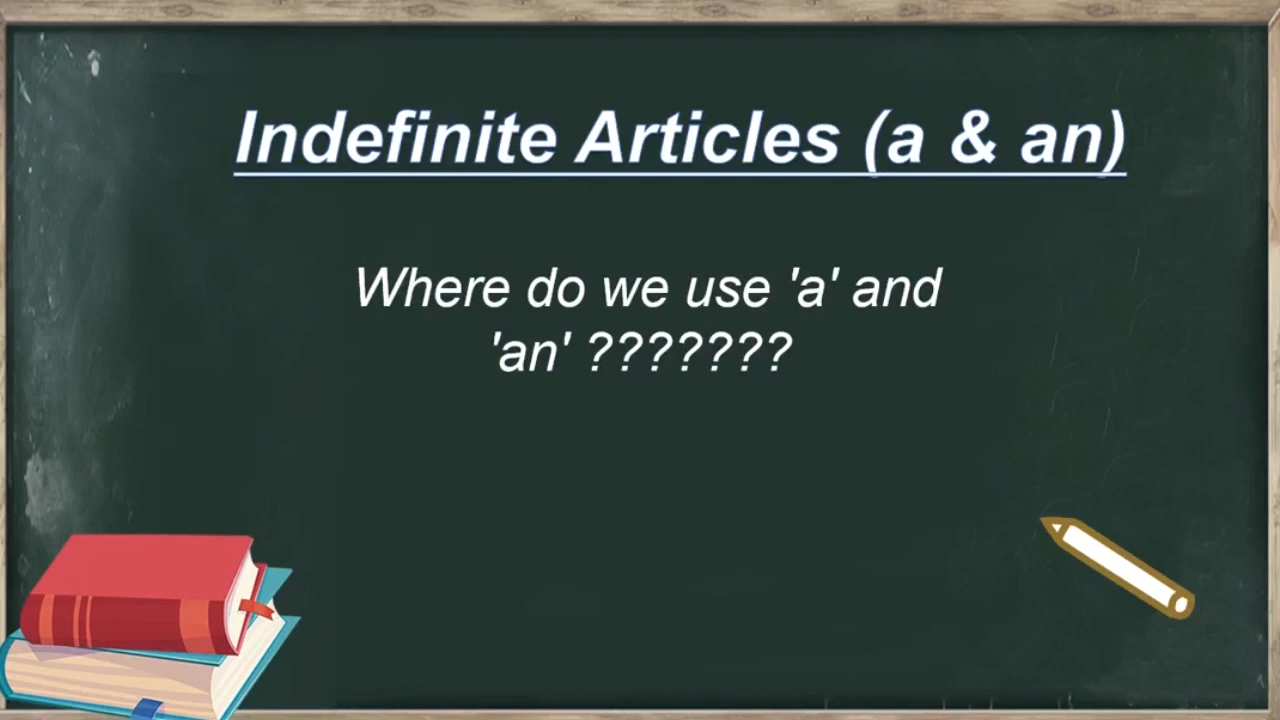 Indefinite Articles (a & an)
Where do we use 'a' and
'an' ???????